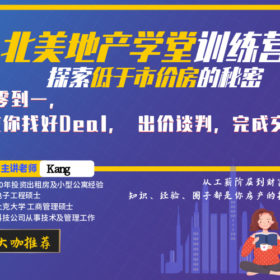 北美地产学堂训练营
探索低于市价房的秘密
零到一，
你找好Deal， 出价谈判，完成交
主讲老师 Kang
0年投资出租房及小型公寓经验
电子工程硕士
士克大学 工商管理硕士
科技公司从事技术及管理工作
从工薪阶层到财
知识、经验、圈子都是你房产的
大咖推荐